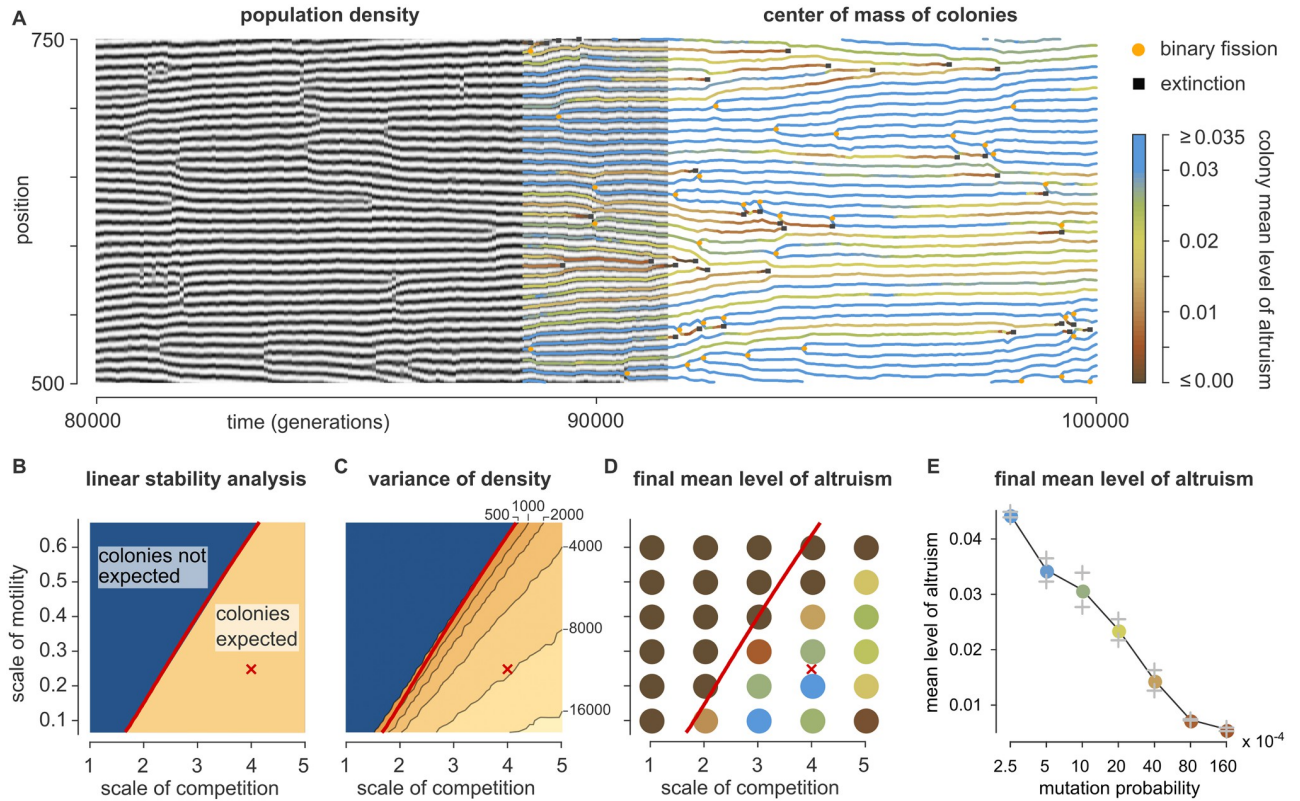 A
population density
center of mass of colonies
750
500
position
80000
time (generations)
90000
100000
binary fission
extinction
≥ 0.035
0.03
0.02
0.01
≤ 0.00
colony mean level of altruism
B
linear stability analysis
colonies not
expected
colonies
expected
scale of motility
0.6
0.5
0.4
0.3
0.2
0.1
1 2 3 4 5
scale of competition
C
variance of density
500
1000
2000
4000
8000
16000
1 2 3 4 5
scale of competition
D
final mean level of altruism
1 2 3 4 5
scale of competition
E
final mean level of altruism
mean level of altruism
0.04
0.03
0.02
0.01
2.5 5 10 20 40 80 160
x 10-4
mutation probability